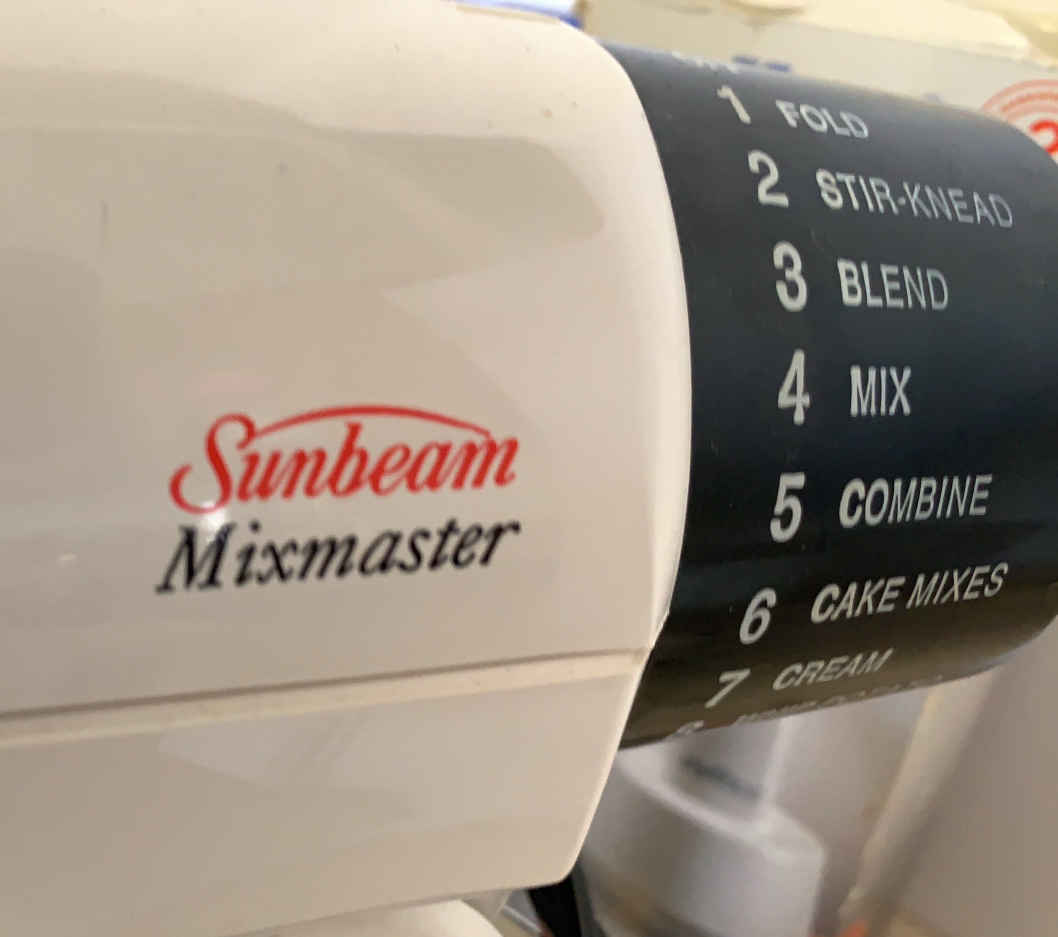 Sunbeam
Mixmaster
1 FOLD
2 STIR-KNEAD
3 BLEND
4 MIX
5 COMBINE
6 CAKE MIXES
7 CREAM